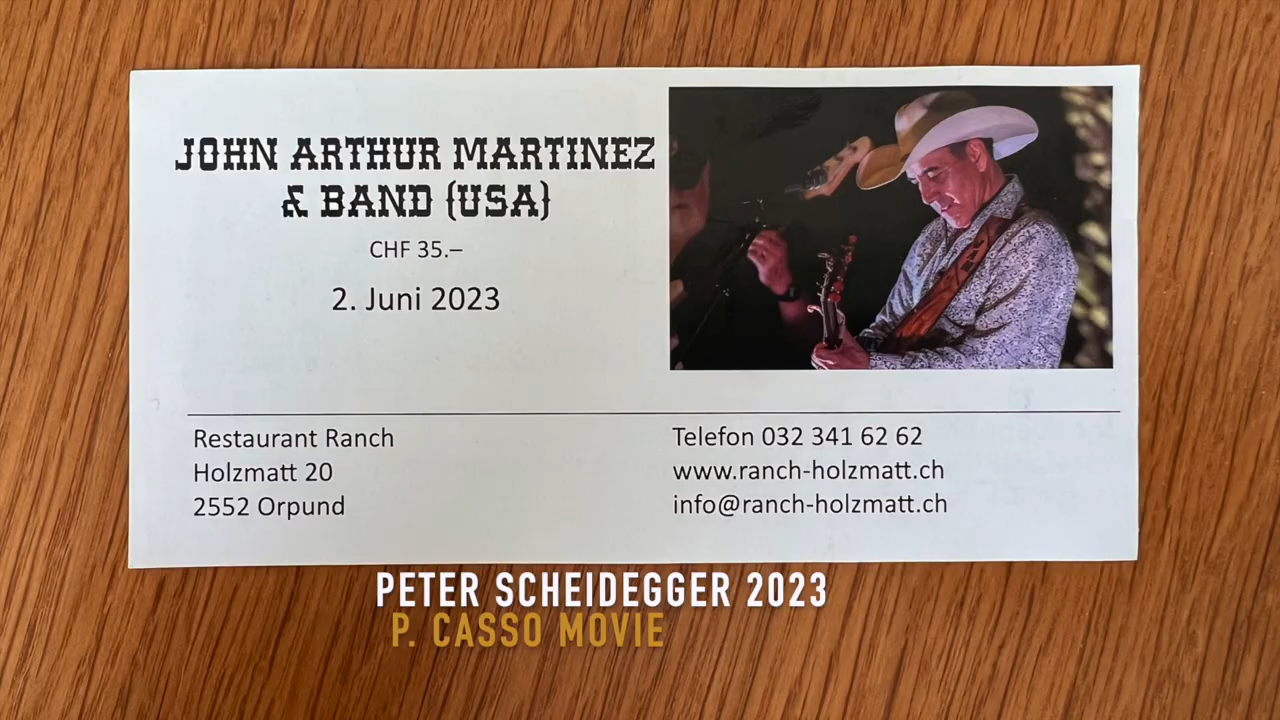 JOHN ARTHUR MARTINEZ
& BAND (USA)
CHF 35.–
2. Juni 2023
Restaurant Ranch
Holzmatt 20
2552 Orpund
Telefon 032 341 62 62
www.ranch-holzmatt.ch
info@ranch-holzmatt.ch
PETER SCHEIDEGGER 2023
P. CASSO MOVIE